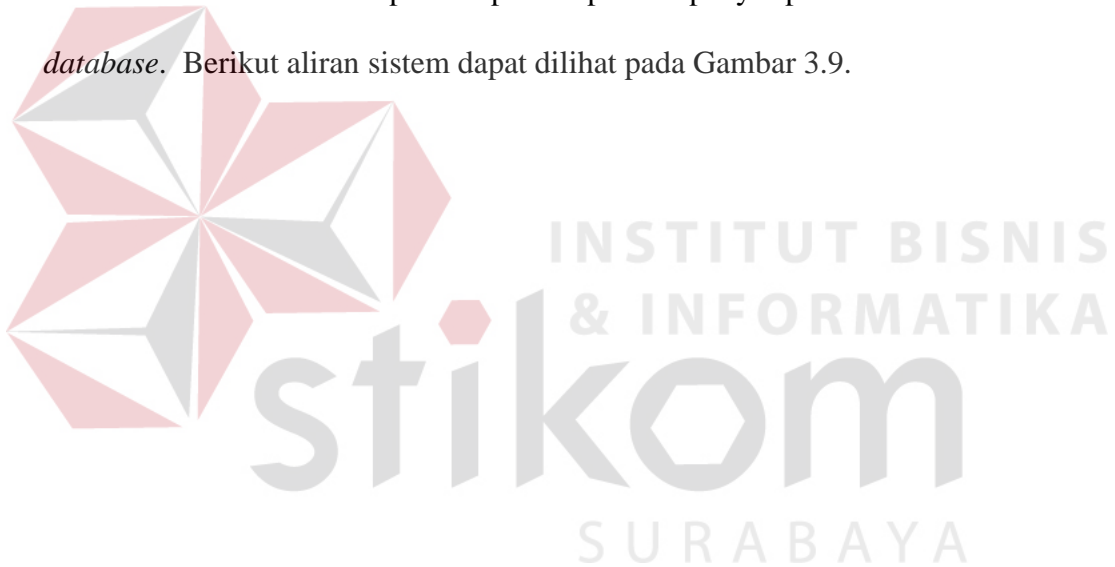 database. Berikut aliran sistem dapat dilihat pada Gambar 3.9.
INSTITUT BISNIS
& INFORMATIKA
stikom
SURABAYA